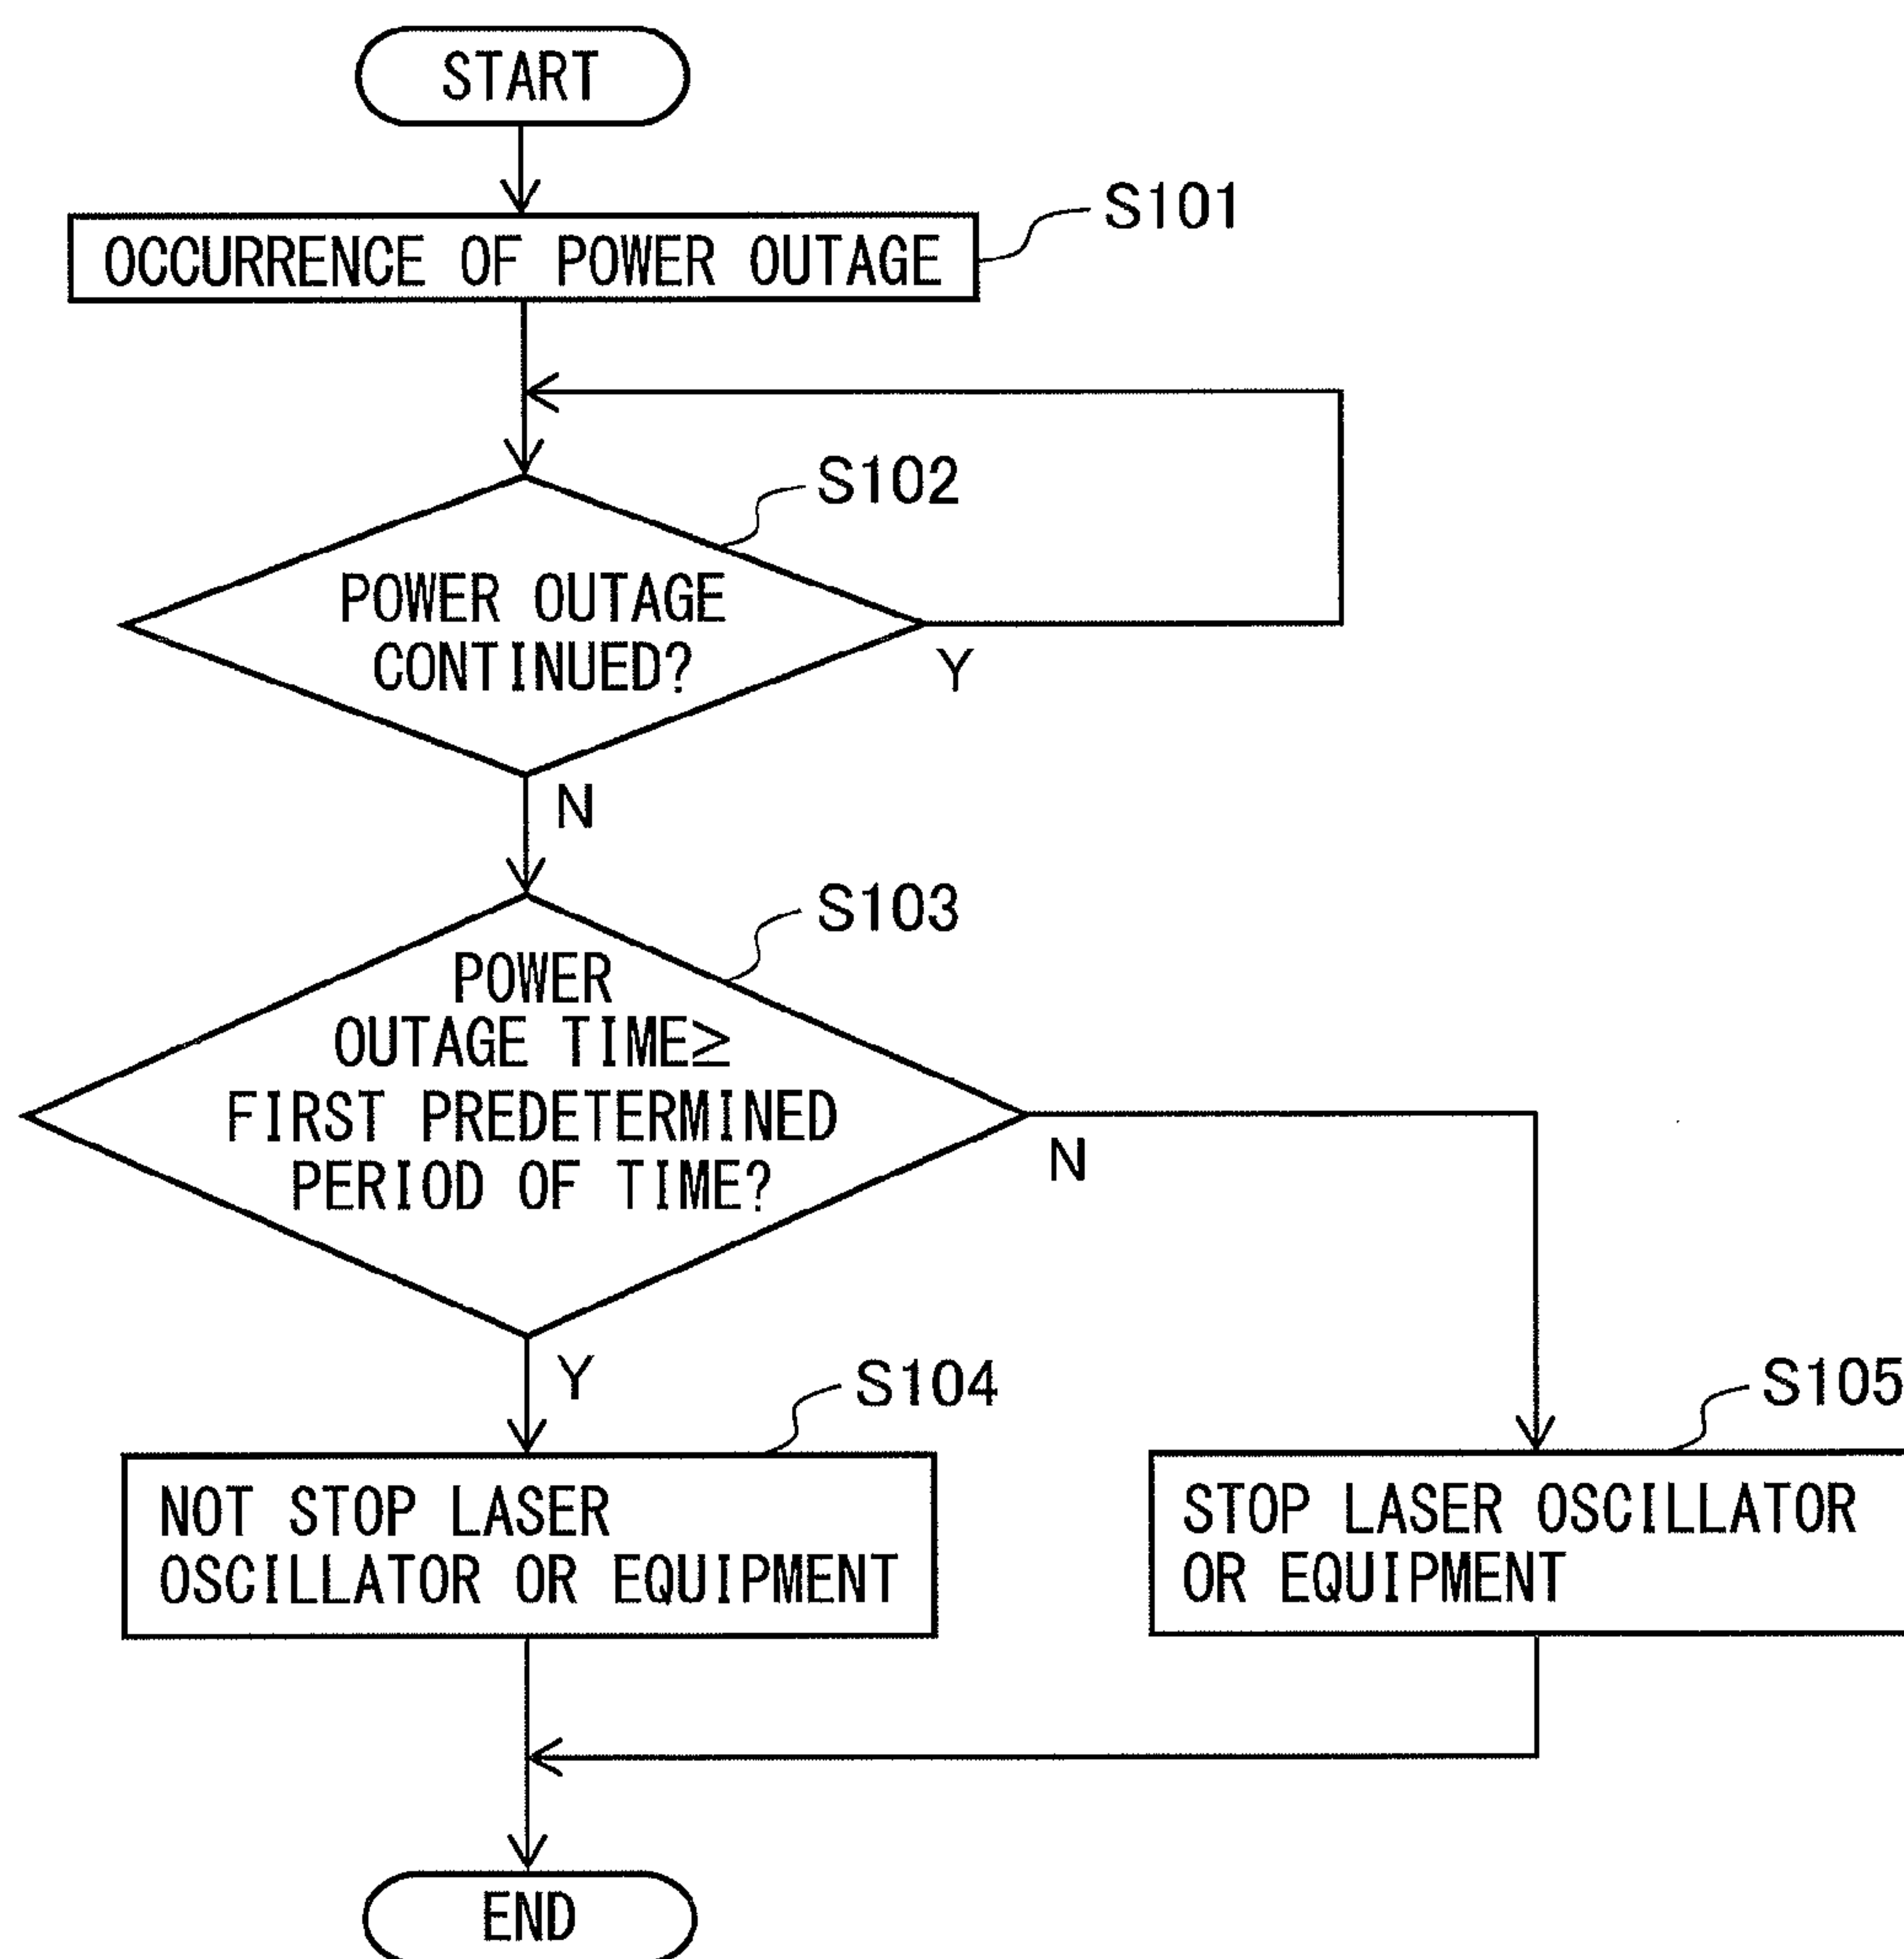 START
S101
OCCURRENCE OF POWER OUTAGE
S102
POWER OUTAGE
CONTINUED?
Y
N
S103
POWER
OUTAGE TIME≥
FIRST PREDETERMINED
PERIOD OF TIME?
N
Y
S104
S105
NOT STOP LASER
OSCILLATOR OR EQUIPMENT
STOP LASER OSCILLATOR
OR EQUIPMENT
END